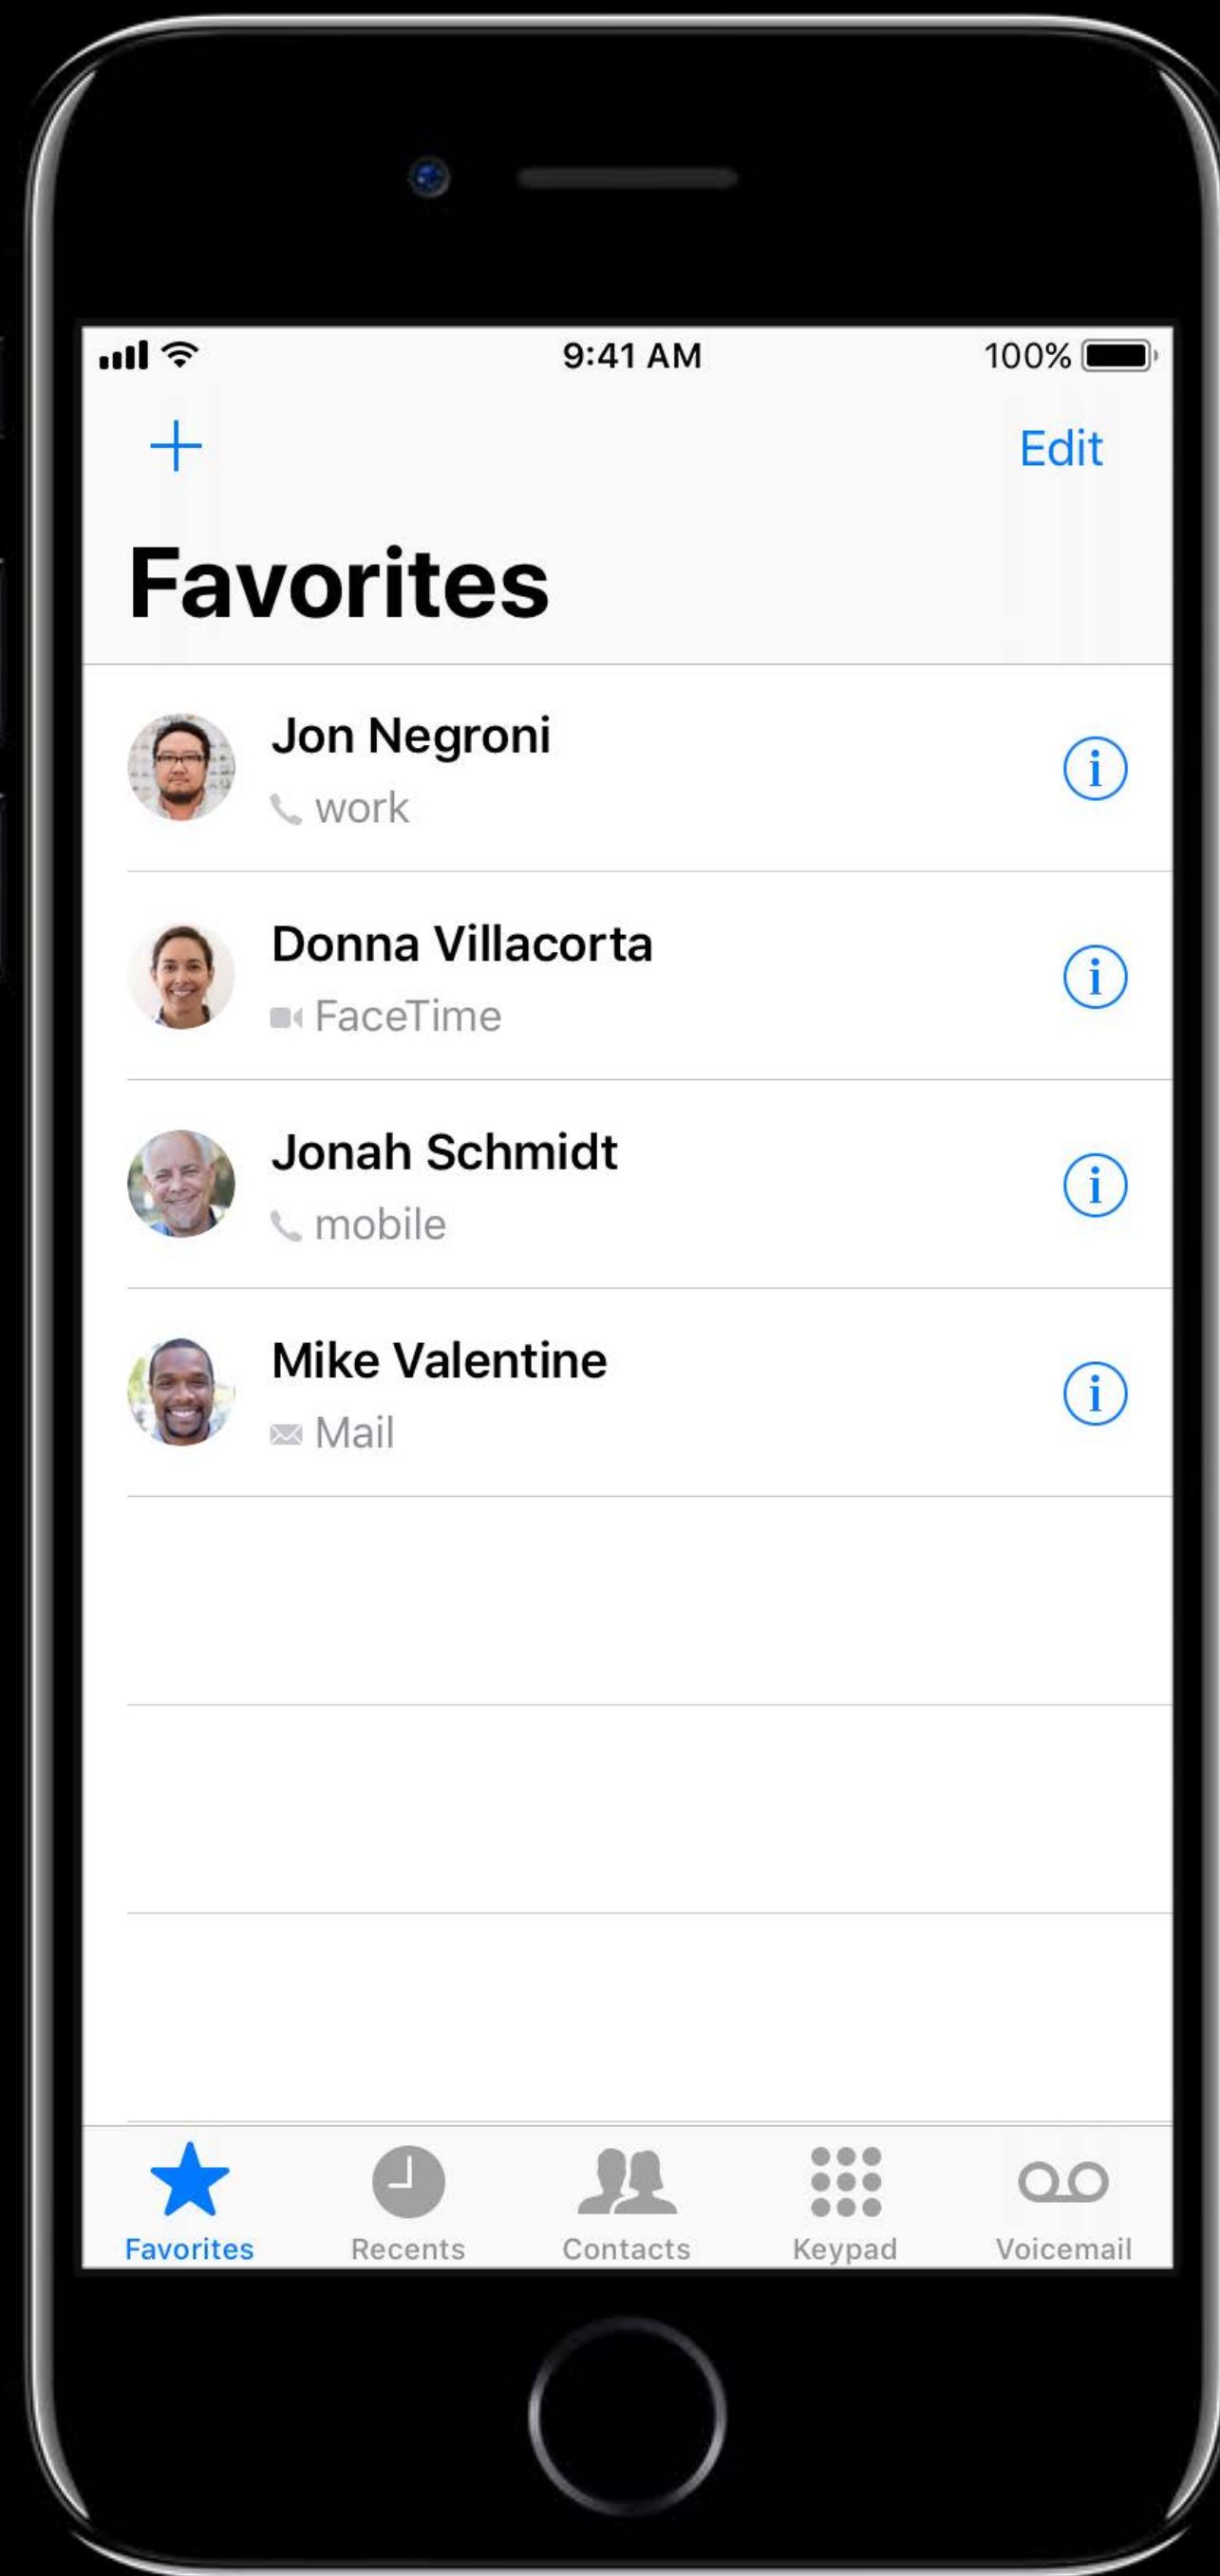 9:41 AM 100%
Edit
Favorites
Jon Negroni
work
Donna Villacorta
FaceTime
Jonah Schmidt
mobile
Mike Valentine
Mail
Favorites Recents Contacts Keypad Voicemail